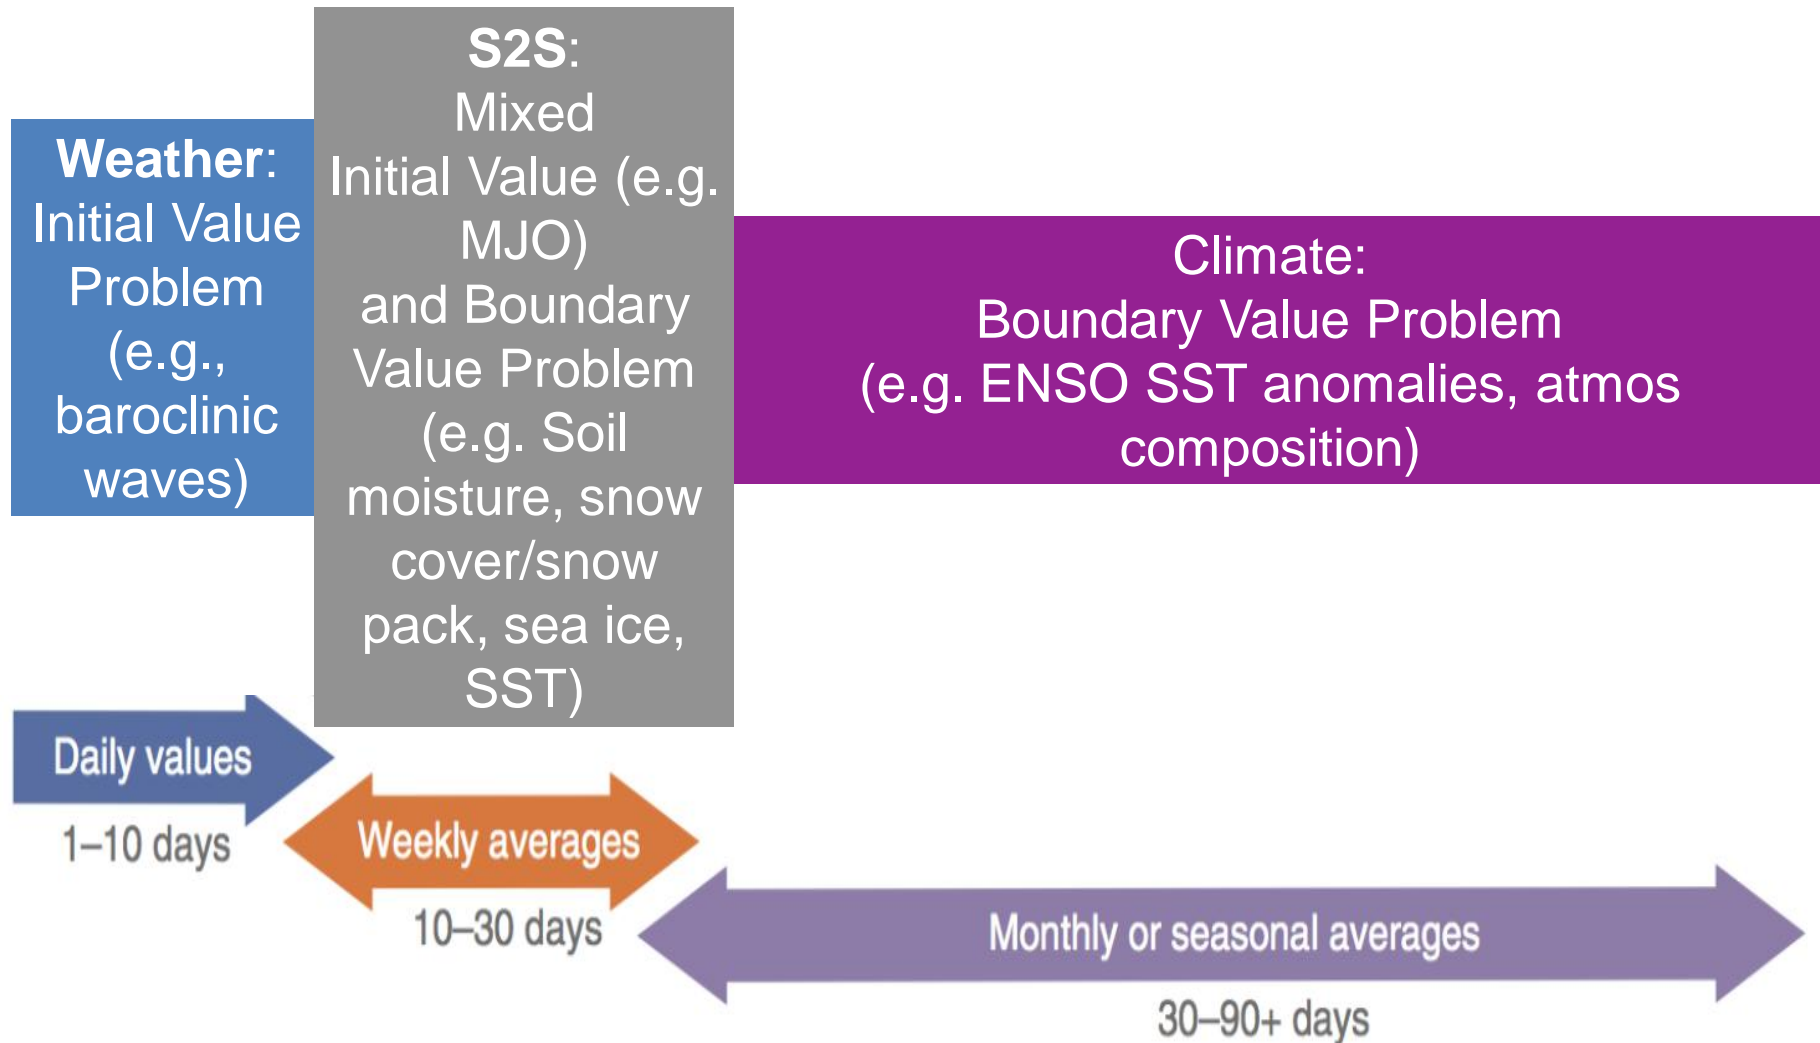 Weather:
Initial Value
Problem
(e.g.,
baroclinic
waves)
S2S:
Mixed
Initial Value (e.g.
MJO)
and Boundary
Value Problem
(e.g. Soil
moisture, snow
cover/snow
pack, sea ice,
SST)
Climate:
Boundary Value Problem
(e.g. ENSO SST anomalies, atmos
composition)
Daily values
1–10 days
Weekly averages
10–30 days
Monthly or seasonal averages
30–90+ days